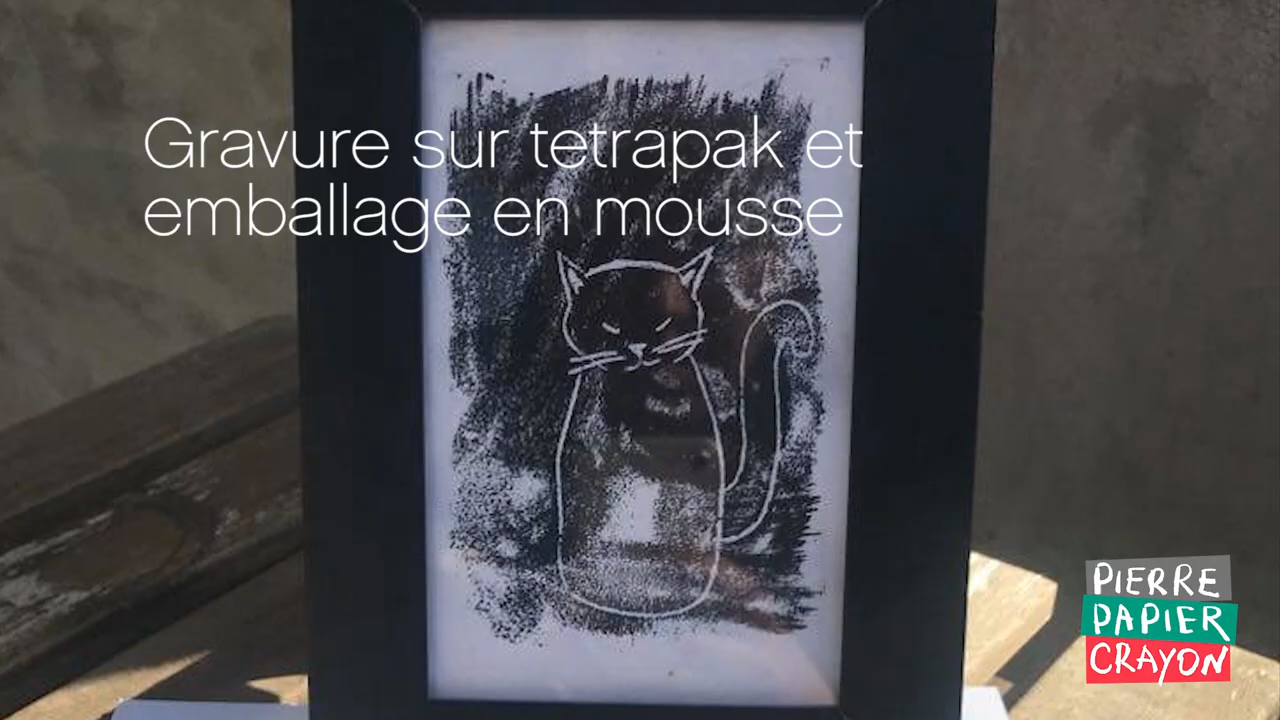 Gravure sur tetrapak et
emballage en mousse
PIERRE
PAPIER
CRAYON